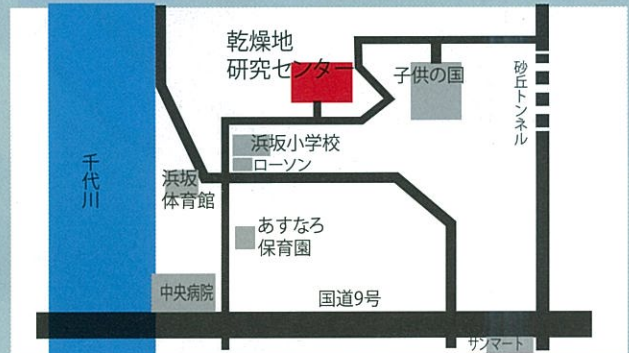 乾燥地
研究センター
子供の国
砂丘トンネル
浜坂小学校
ローソン
千代川
浜坂
体育館
あすなろ
保育園
中央病院
国道9号
サンマート